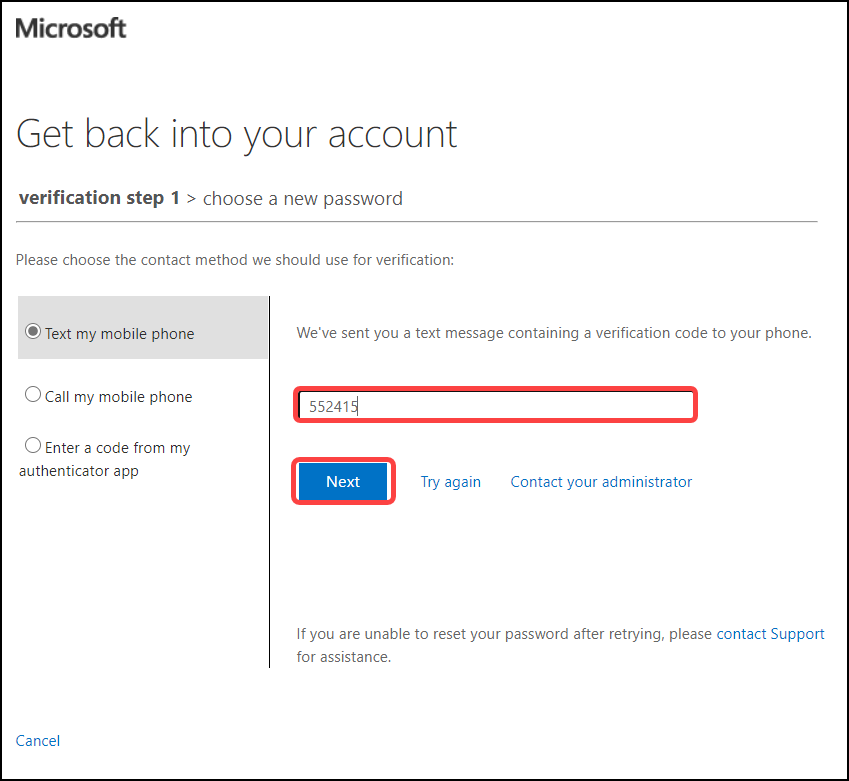 Microsoft
Get back into your account
verification step 1 > choose a new password
Please choose the contact method we should use for verification:
Text my mobile phone
Call my mobile phone
Enter a code from my
authenticator app
We've sent you a text message containing a verification code to your phone.
552415
Next
Try again
Contact your administrator
If you are unable to reset your password after retrying, please contact Support
for assistance.
Cancel